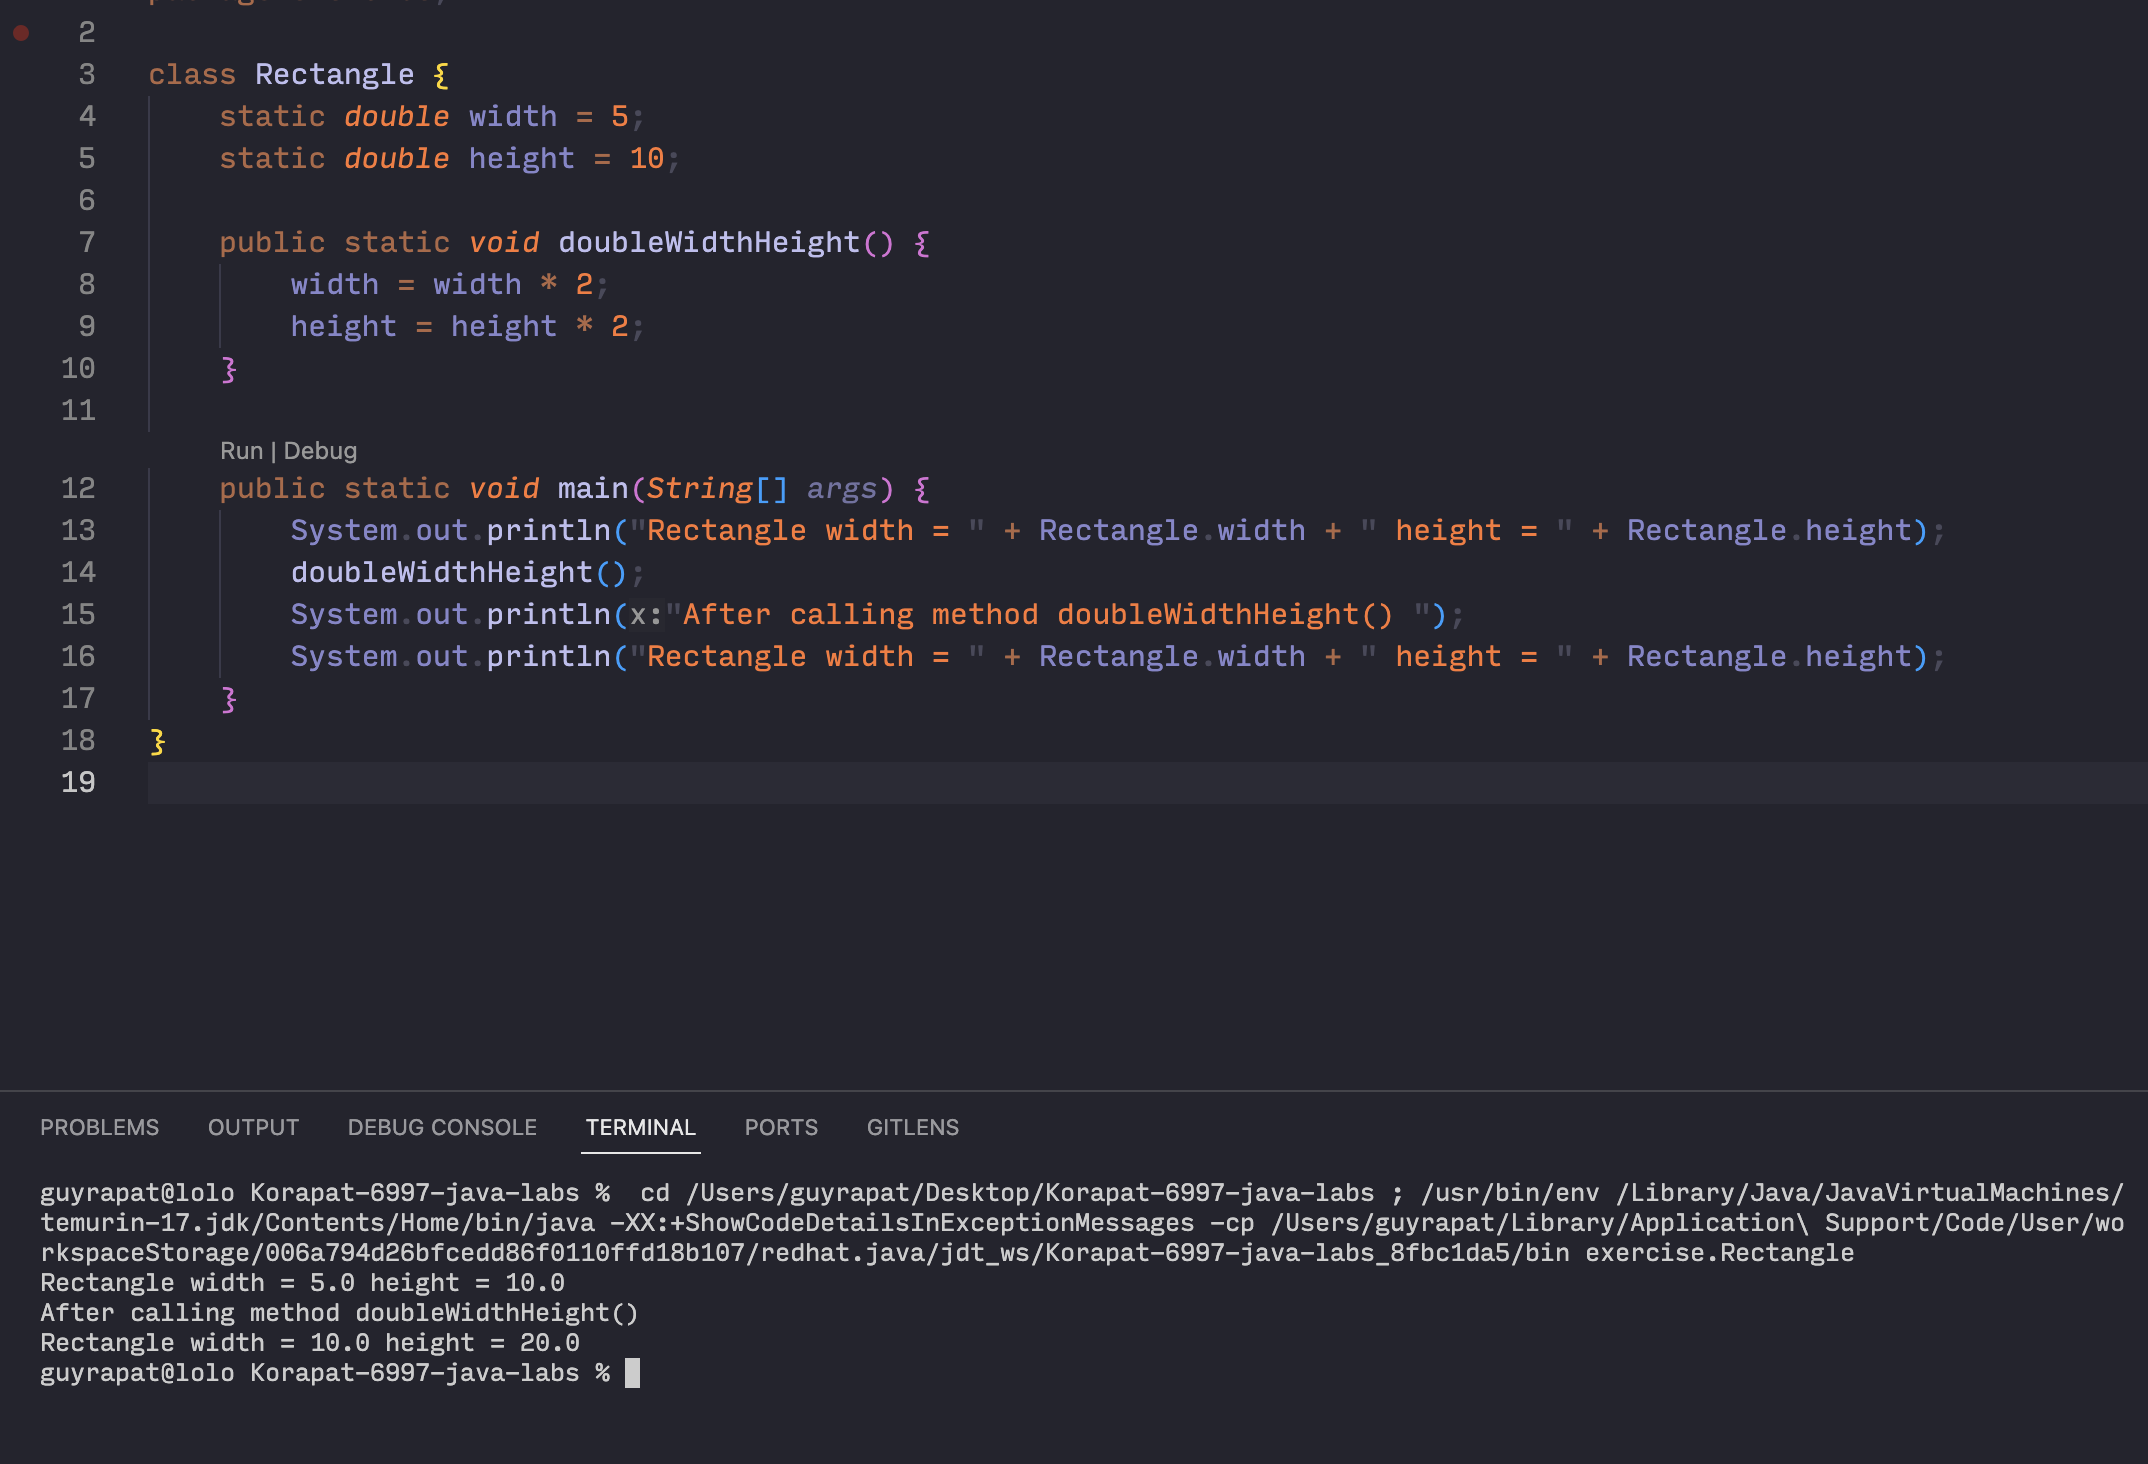 2
3 class Rectangle {
4 static double width = 5;
5 static double height = 10;
6
7 public static void doubleWidthHeight() {
8 width = width * 2;
9 height = height * 2;
10 }
11
Run | Debug
12 public static void main(String[] args) {
13 System.out.println("Rectangle width = " + Rectangle.width + " height = " + Rectangle.height);
14 doubleWidthHeight();
15 System.out.println(x:"After calling method doubleWidthHeight() ");
16 System.out.println("Rectangle width = " + Rectangle.width + " height = " + Rectangle.height);
17 }
18 }
19
PROBLEMS OUTPUT DEBUG CONSOLE TERMINAL PORTS GITLENS
guyrapat@lolo Korapat-6997-java-labs %  cd /Users/guyrapat/Desktop/Korapat-6997-java-labs ; /usr/bin/env /Library/Java/JavaVirtualMachines/
temurin-17.jdk/Contents/Home/bin/java -XX:+ShowCodeDetailsInExceptionMessages -cp /Users/guyrapat/Library/Application\ Support/Code/User/wo
rkspaceStorage/006a794d26bfcedd86f0110ffd18b107/redhat.java/jdt_ws/Korapat-6997-java-labs_8fbc1da5/bin exercise.Rectangle
Rectangle width = 5.0 height = 10.0
After calling method doubleWidthHeight()
Rectangle width = 10.0 height = 20.0
guyrapat@lolo Korapat-6997-java-labs %